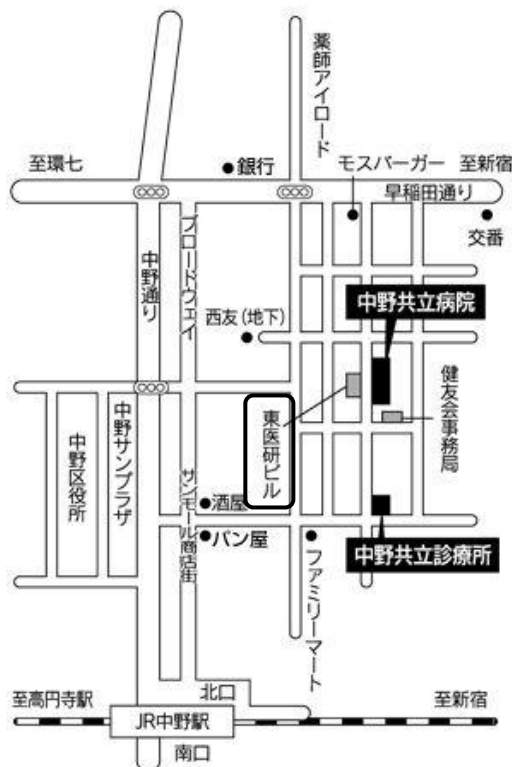 薬師アイロード
至環七
銀行
モスバーガー
至新宿
早稲田通り
交番
中野通り
ブロードウェイ
西友(地下)
中野共立病院
健友会事務局
東医研ビル
中野サンプラザ
中野区役所
サンモール商店街
酒屋
パン屋
ファミリーマート
中野共立診療所
至高円寺駅
北口
至新宿
JR中野駅
南口